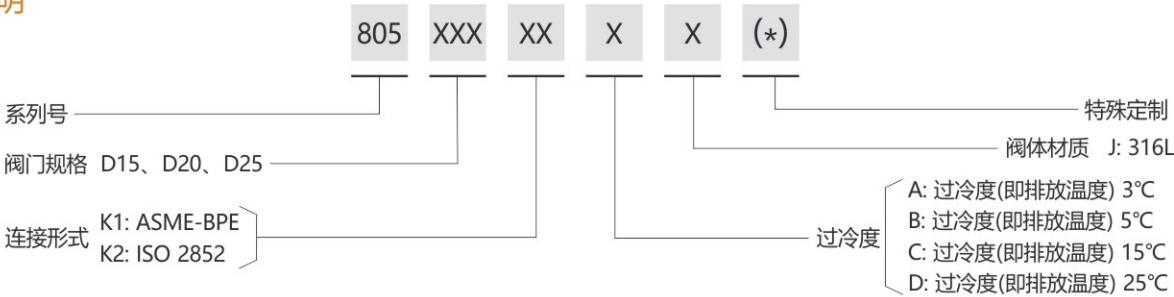 明
805 XXX XX X X (*)
系列号
特殊定制
阀门规格 D15、D20、D25
阀体材质 J: 316L
连接形式
K1: ASME-BPE
K2: ISO 2852
过冷度
A: 过冷度(即排放温度) 3℃
B: 过冷度(即排放温度) 5℃
C: 过冷度(即排放温度) 15℃
D: 过冷度(即排放温度) 25℃